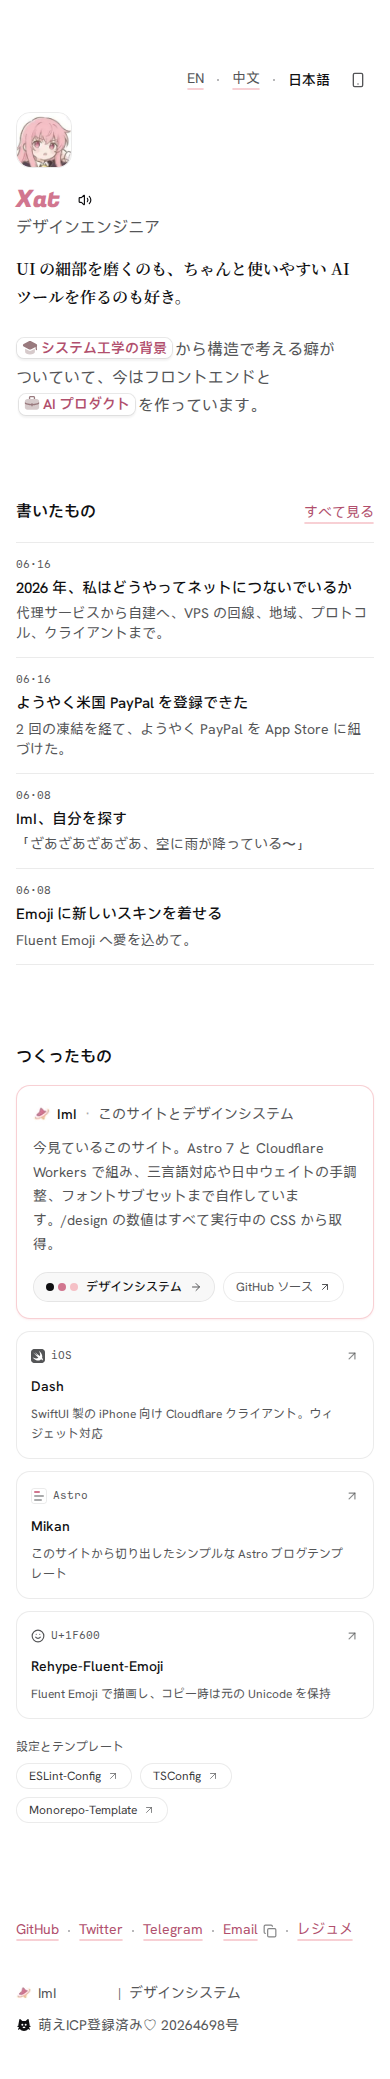 EN · 中文 · 日本語
Xat
デザインエンジニア
UI の細部を磨くのも、ちゃんと使いやすい AI
ツールを作るのも好き。
システム工学の背景 から構造で考える癖が
ついていて、今はフロントエンドと
AI プロダクト を作っています。
書いたもの すべて見る
06·16
2026 年、私はどうやってネットにつないでいるか
代理サービスから自建へ、VPS の回線、地域、プロトコ
ル、クライアントまで。
06·16
ようやく米国 PayPal を登録できた
2 回の凍結を経て、ようやく PayPal を App Store に紐
づけた。
06·08
lml、自分を探す
「ざあざあざあざあ、空に雨が降っている〜」
06·08
Emoji に新しいスキンを着せる
Fluent Emoji へ愛を込めて。
つくったもの
lml · このサイトとデザインシステム
今見ているこのサイト。Astro 7 と Cloudflare
Workers で組み、三言語対応や日中ウェイトの手調
整、フォントサブセットまで自作していま
す。/design の数値はすべて実行中の CSS から取
得。
デザインシステム → GitHub ソース ↗
iOS ↗
Dash
SwiftUI 製の iPhone 向け Cloudflare クライアント。ウィ
ジェット対応
Astro ↗
Mikan
このサイトから切り出したシンプルな Astro ブログテンプ
レート
U+1F600 ↗
Rehype-Fluent-Emoji
Fluent Emoji で描画し、コピー時は元の Unicode を保持
設定とテンプレート
ESLint-Config ↗ TSConfig ↗
Monorepo-Template ↗
GitHub · Twitter · Telegram · Email · レジュメ
lml | デザインシステム
萌えICP登録済み♡ 20264698号